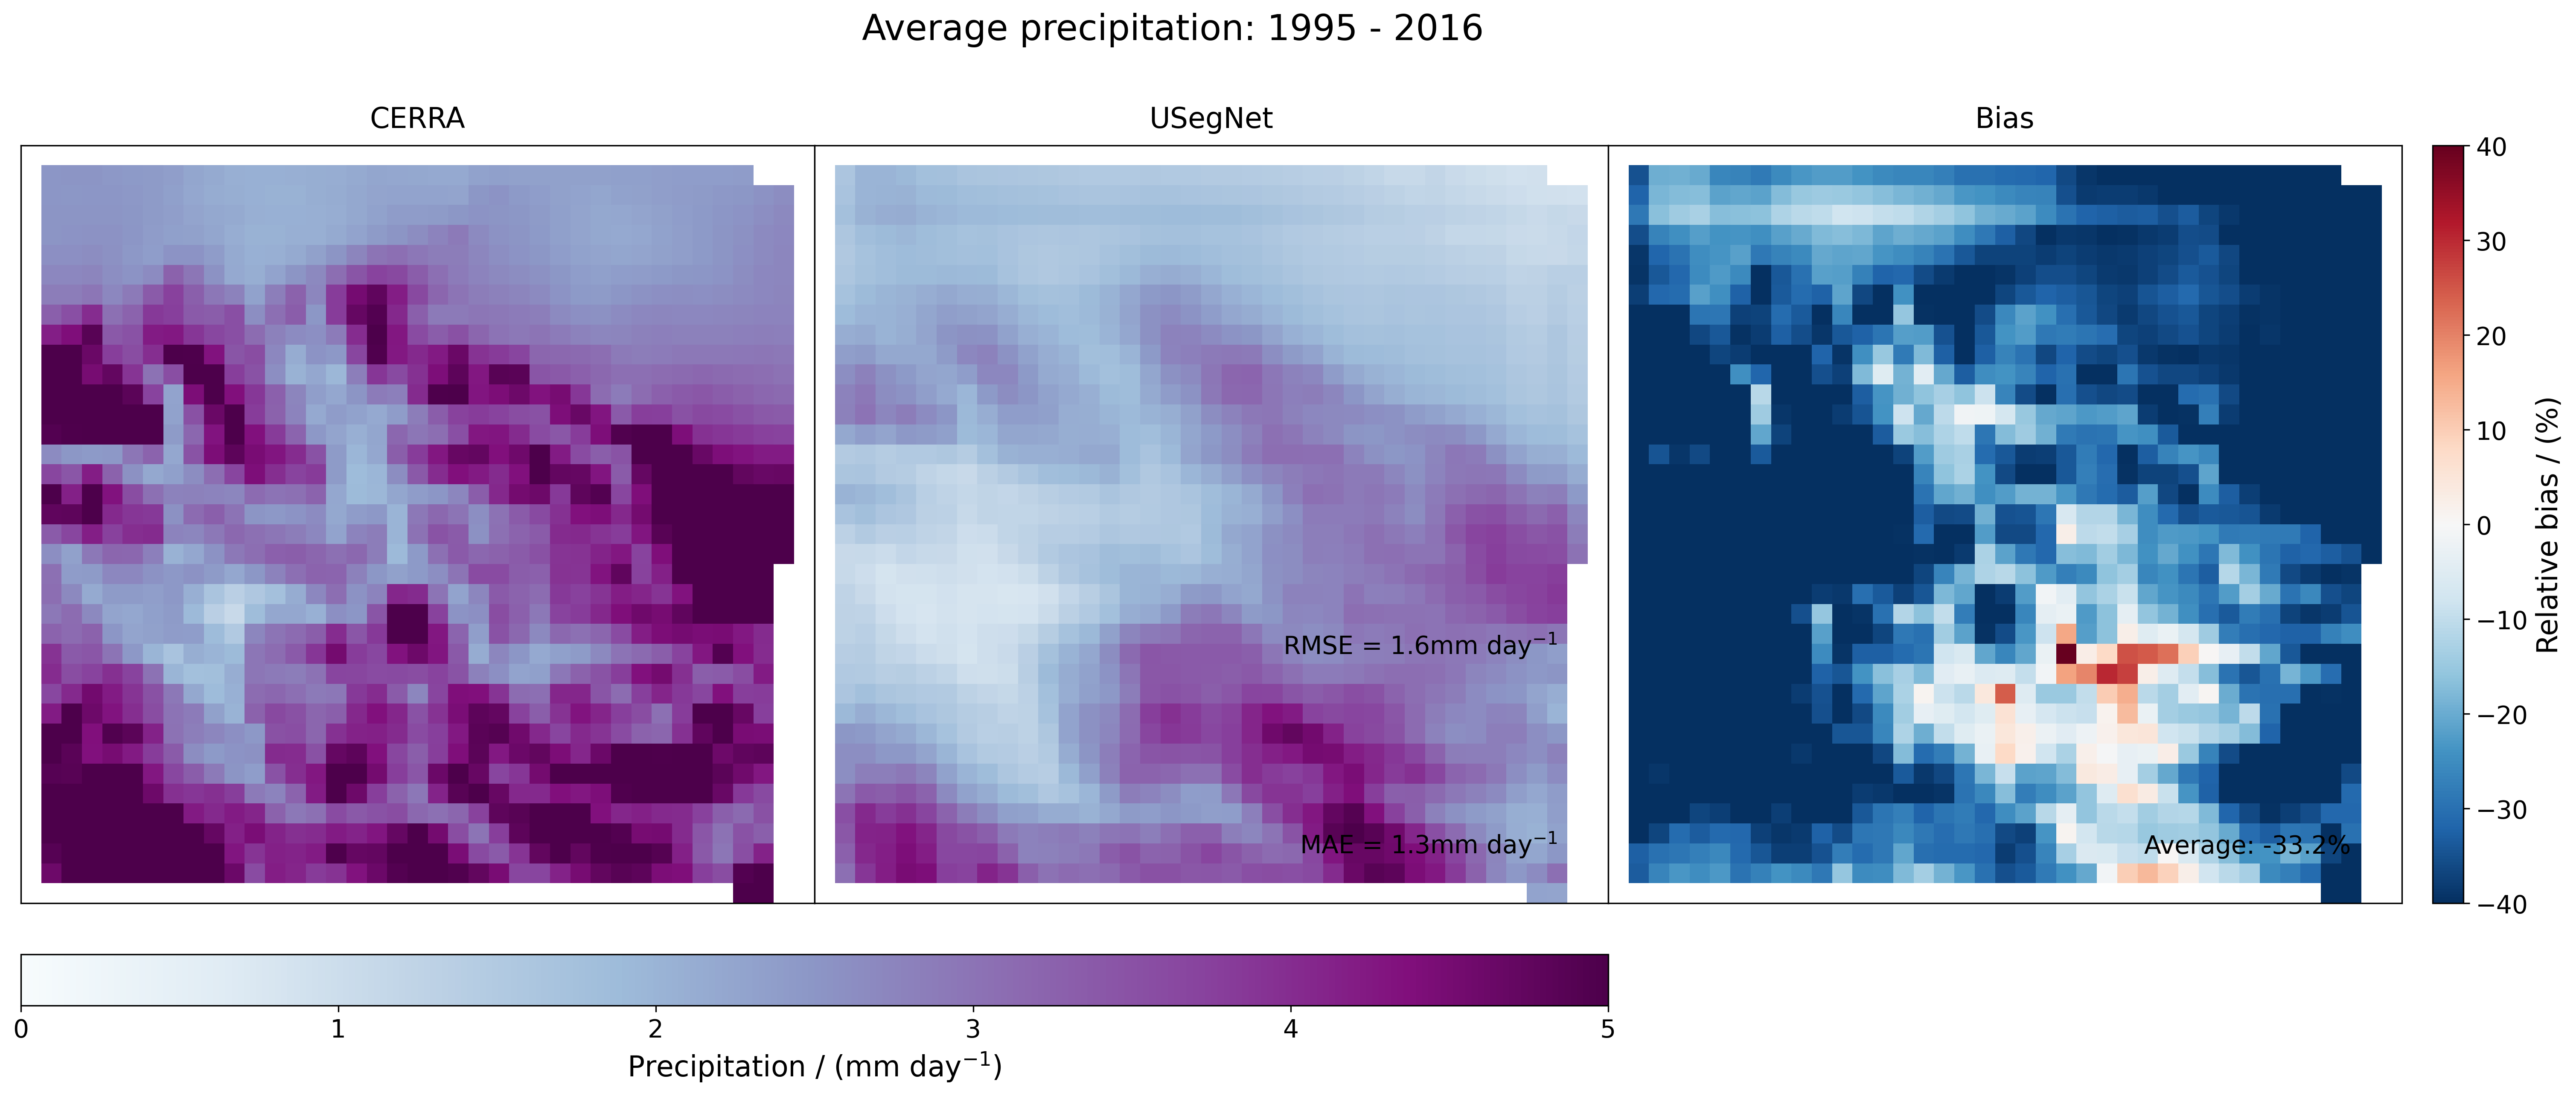 Average precipitation: 1995 - 2016
CERRA
USegNet
Bias
40
30
20
10
0
−10
−20
−30
−40
Relative bias / (%)
RMSE = 1.6mm day⁻¹
MAE = 1.3mm day⁻¹
Average: -33.2%
0 1 2 3 4 5
Precipitation / (mm day⁻¹)